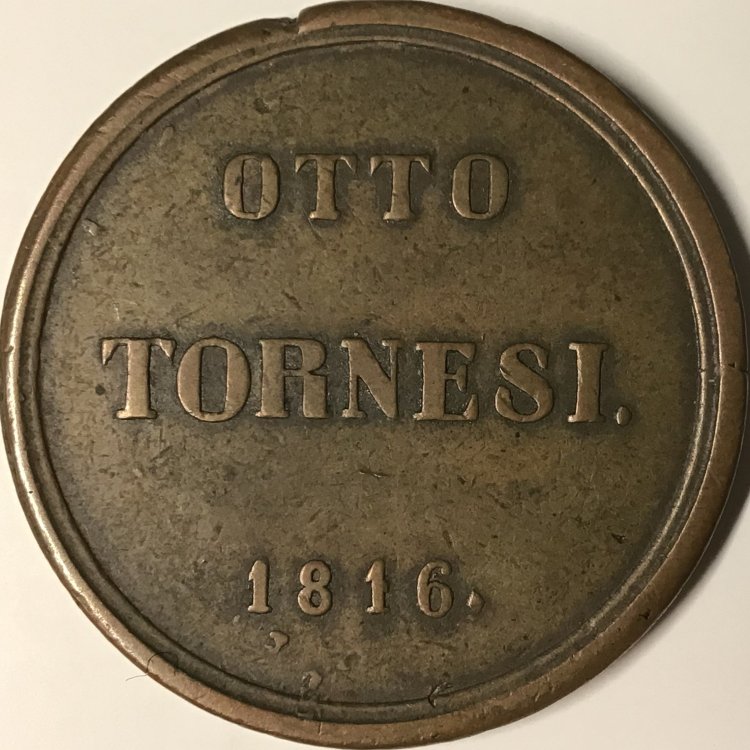 OTTO
TORNESI.
1816.